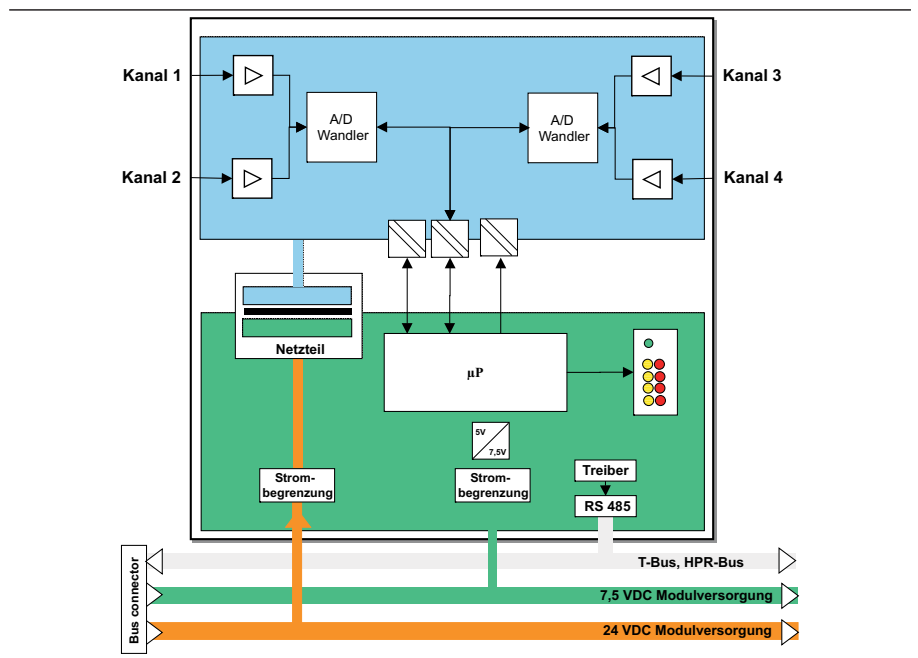 Kanal 1
Kanal 3
A/D
Wandler
A/D
Wandler
Kanal 2
Kanal 4
Netzteil
µP
5V
7,5V
Strom-
begrenzung
Strom-
begrenzung
Treiber
RS 485
Bus connector
T-Bus, HPR-Bus
7,5 VDC Modulversorgung
24 VDC Modulversorgung